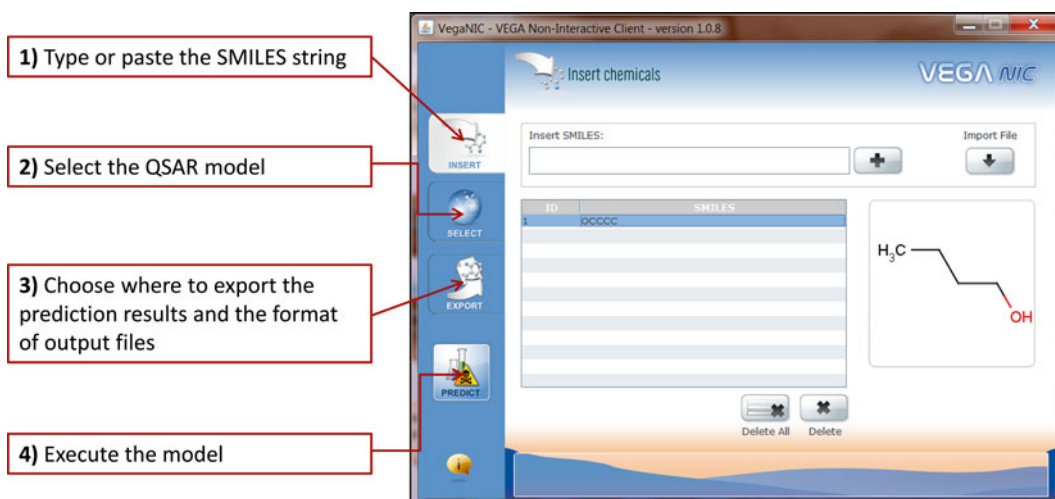 1) Type or paste the SMILES string
2) Select the QSAR model
3) Choose where to export the
prediction results and the format
of output files
4) Execute the model
VegaNIC - VEGA Non-Interactive Client - version 1.0.8
Insert chemicals
VEGA NIC
INSERT
SELECT
EXPORT
PREDICT
Insert SMILES:
Import File
ID SMILES
1 OCCCC
H3C
OH
Delete All Delete